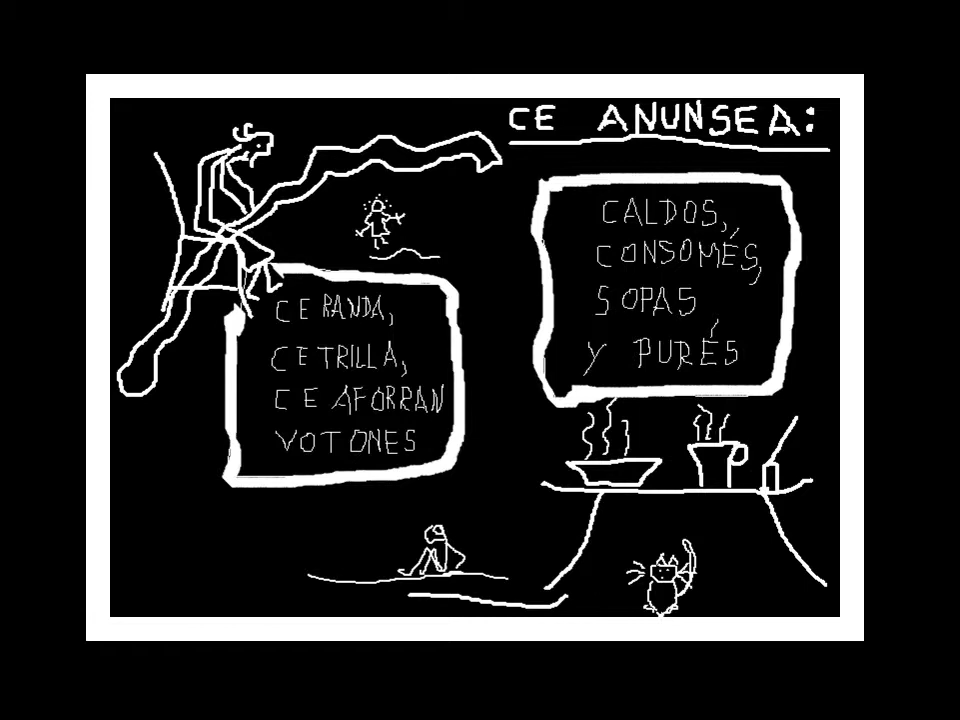 CE ANUNSEA:
CALDOS,
CONSOMÉS,
SOPAS
Y PURÉS
CE RANDA,
CE TRILLA,
CE AFORRAN
VOTONES